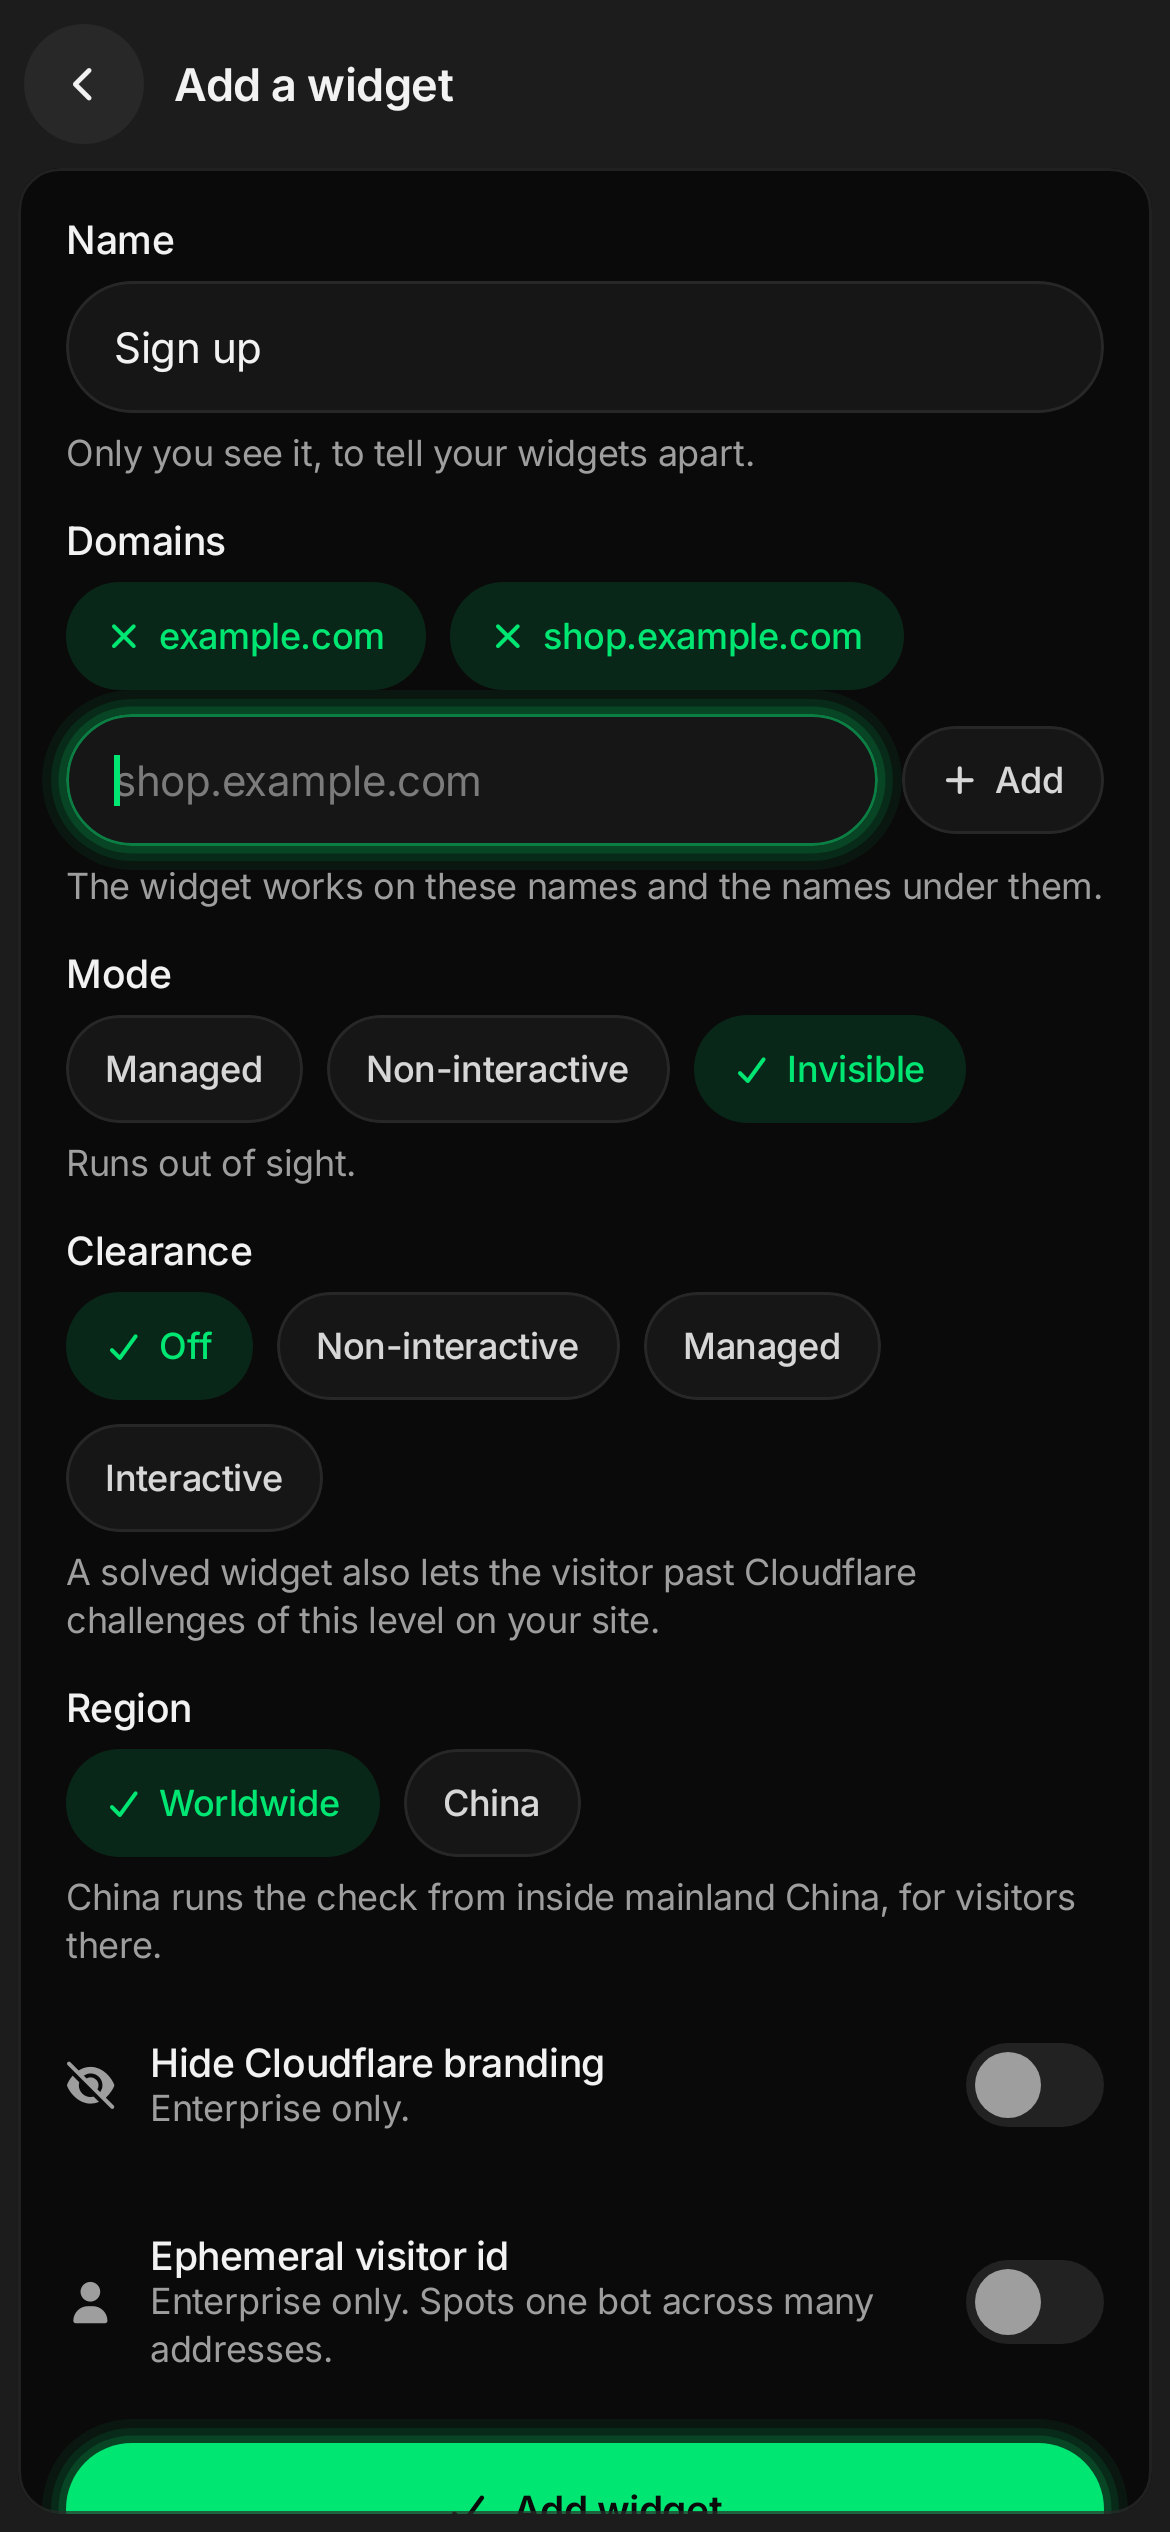 Add a widget
Name
Sign up
Only you see it, to tell your widgets apart.
Domains
example.com
shop.example.com
shop.example.com
Add
The widget works on these names and the names under them.
Mode
Managed
Non-interactive
Invisible
Runs out of sight.
Clearance
Off
Non-interactive
Managed
Interactive
A solved widget also lets the visitor past Cloudflare
challenges of this level on your site.
Region
Worldwide
China
China runs the check from inside mainland China, for visitors
there.
Hide Cloudflare branding
Enterprise only.
Ephemeral visitor id
Enterprise only. Spots one bot across many
addresses.
Add widget